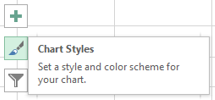 Chart Styles
Set a style and color scheme for
your chart.